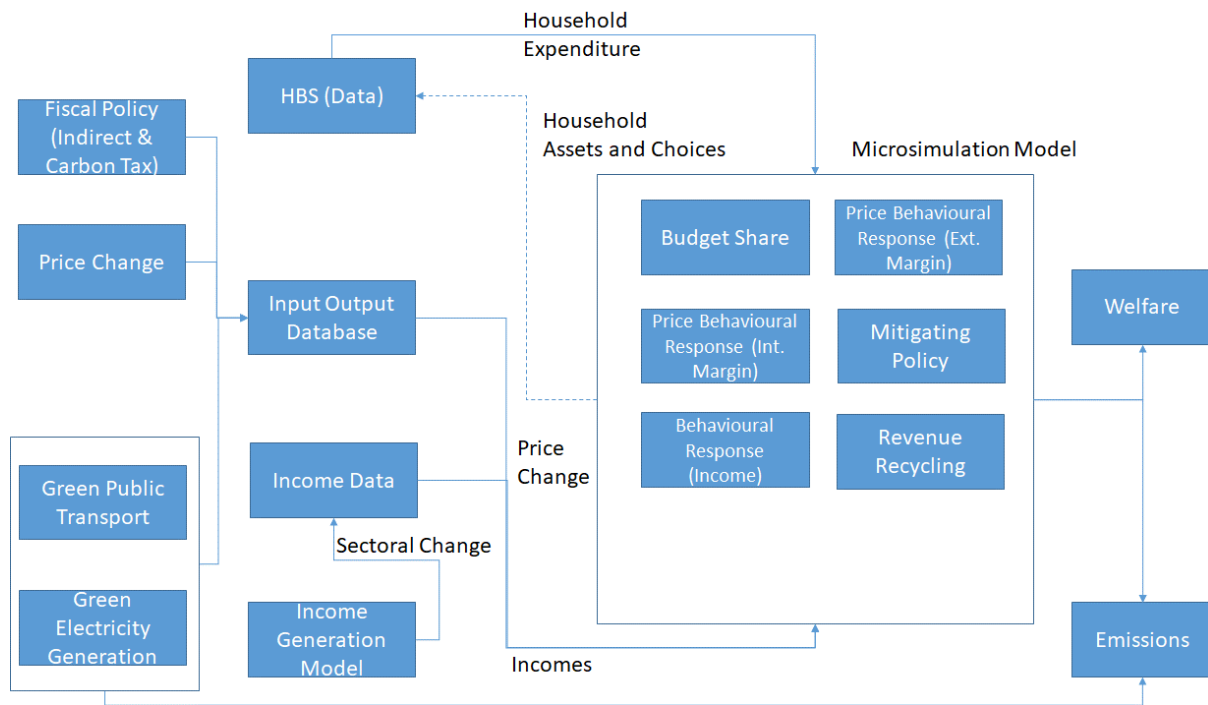 Household
Expenditure
HBS (Data)
Fiscal Policy
(Indirect &
Carbon Tax)
Household
Assets and Choices
Microsimulation Model
Price Change
Budget Share
Price Behavioural
Response (Ext.
Margin)
Input Output
Database
Welfare
Price Behavioural
Response (Int.
Margin)
Mitigating
Policy
Behavioural
Response
(Income)
Revenue
Recycling
Price
Change
Income Data
Green Public
Transport
Sectoral Change
Green
Electricity
Generation
Income
Generation
Model
Incomes
Emissions